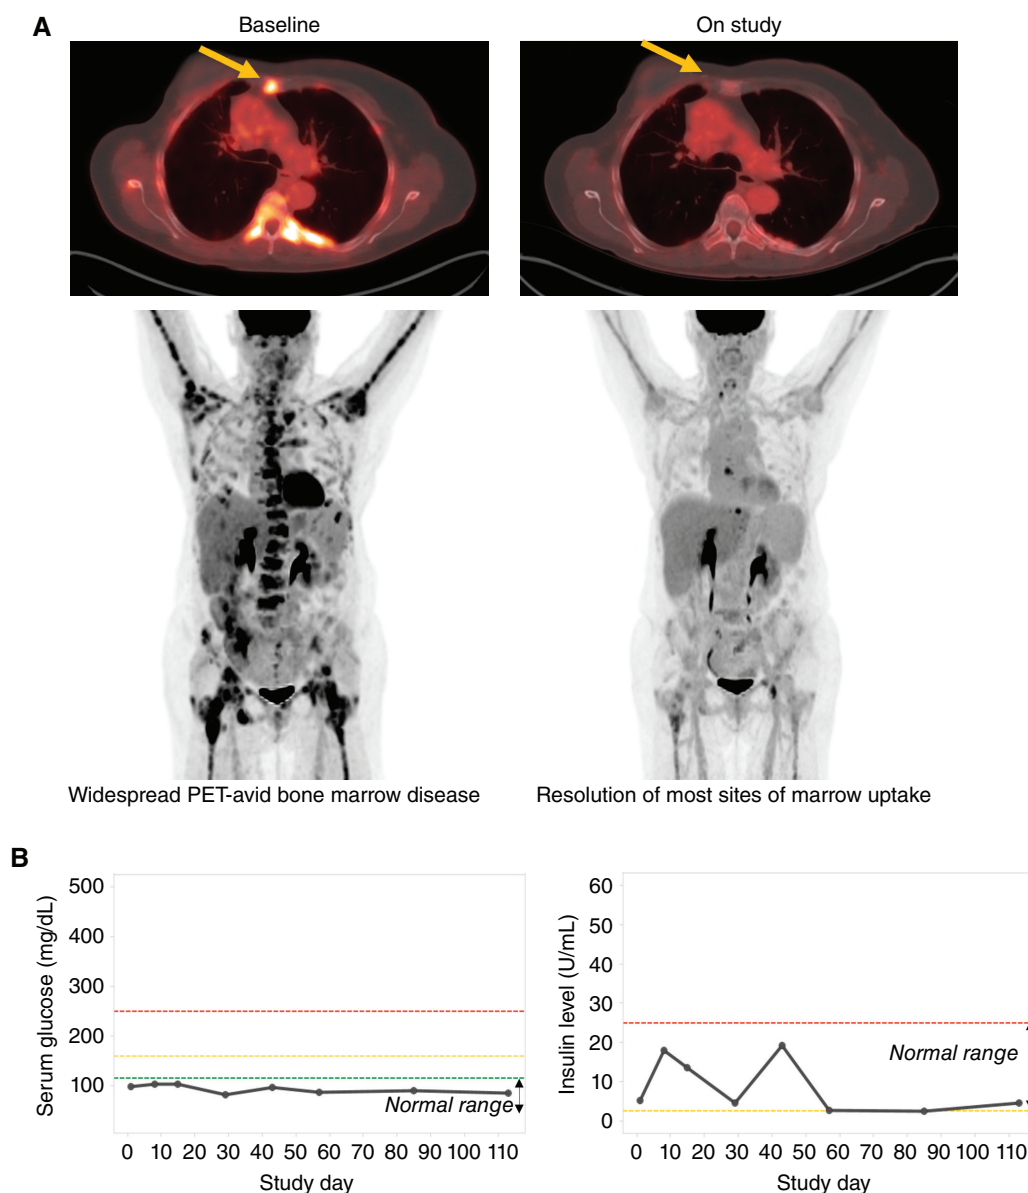 A
Baseline
On study
Widespread PET-avid bone marrow disease
Resolution of most sites of marrow uptake
B
Serum glucose (mg/dL)
500
400
300
200
100
Normal range
0 10 20 30 40 50 60 70 80 90 100 110
Study day
Insulin level (U/mL)
60
50
40
30
20
10
0
Normal range
0 10 20 30 40 50 60 70 80 90 100 110
Study day